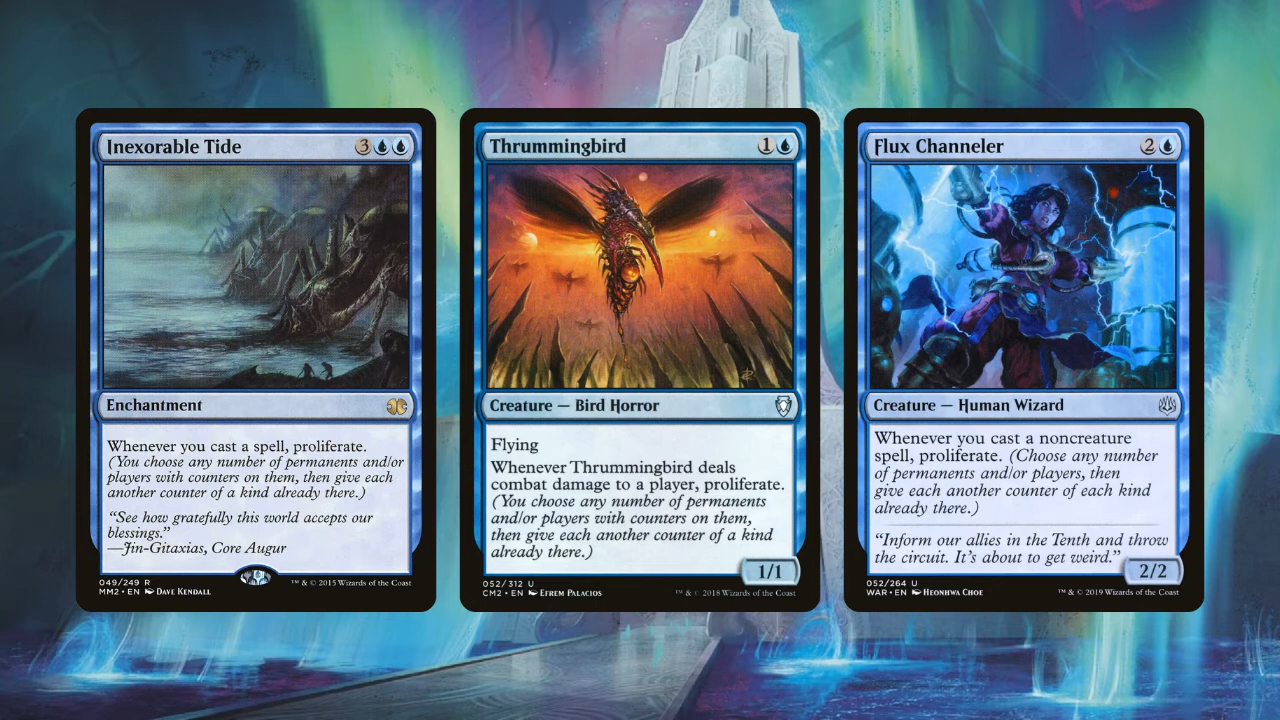 Inexorable Tide 3
Enchantment
Whenever you cast a spell, proliferate.
(You choose any number of permanents and/or
players with counters on them, then give each
another counter of a kind already there.)
“See how gratefully this world accepts our
blessings.”
—Jin-Gitaxias, Core Augur
049/249 R
MM2 • EN DAVE KENDALL
™ & © 2015 Wizards of the Coast
Thrummingbird 1
Creature — Bird Horror
Flying
Whenever Thrummingbird deals
combat damage to a player, proliferate.
(You choose any number of permanents
and/or players with counters on them,
then give each another counter of a kind
already there.)
1/1
052/312 U
CM2 • EN EFREM PALACIOS
™ & © 2018 Wizards of the Coast
Flux Channeler 2
Creature — Human Wizard
Whenever you cast a noncreature
spell, proliferate. (Choose any number
of permanents and/or players, then
give each another counter of each kind
already there.)
“Inform our allies in the Tenth and throw
the circuit. It’s about to get weird.”
2/2
052/264 U
WAR • EN HEONHWA CHOE
™ & © 2019 Wizards of the Coast